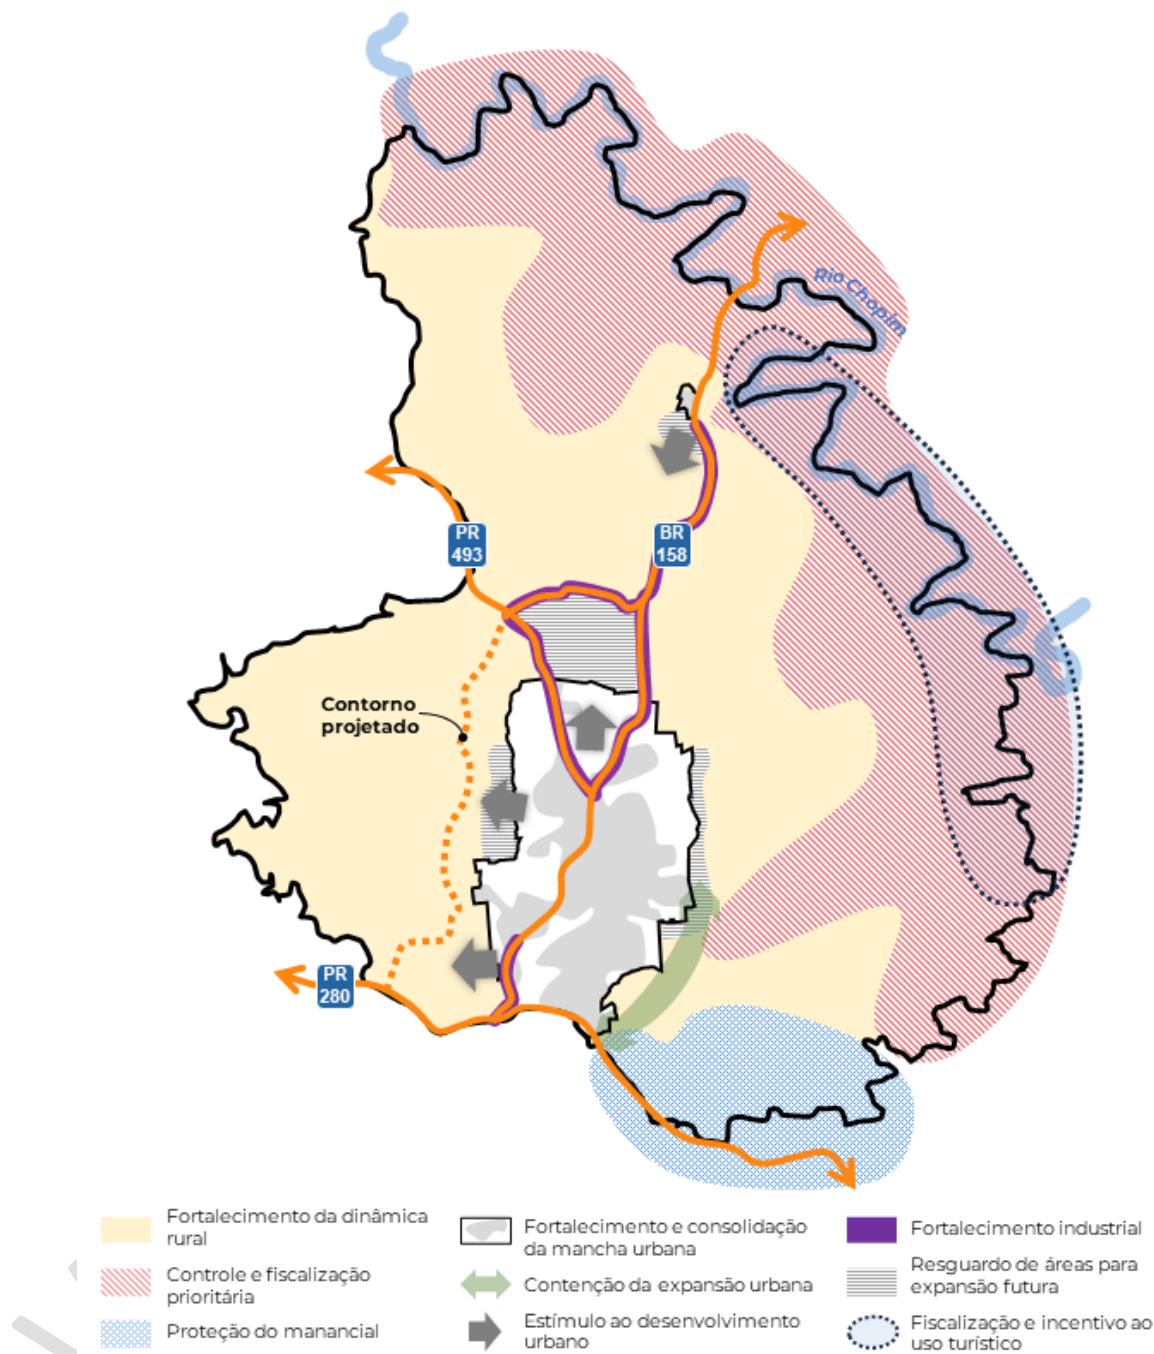 Rio Chopim
PR
493
BR
158
Contorno
projetado
PR
280
Fortalecimento da dinâmica
rural
Controle e fiscalização
prioritária
Proteção do manancial
Fortalecimento e consolidação
da mancha urbana
Contenção da expansão urbana
Estímulo ao desenvolvimento
urbano
Fortalecimento industrial
Resguardo de áreas para
expansão futura
Fiscalização e incentivo ao
uso turístico